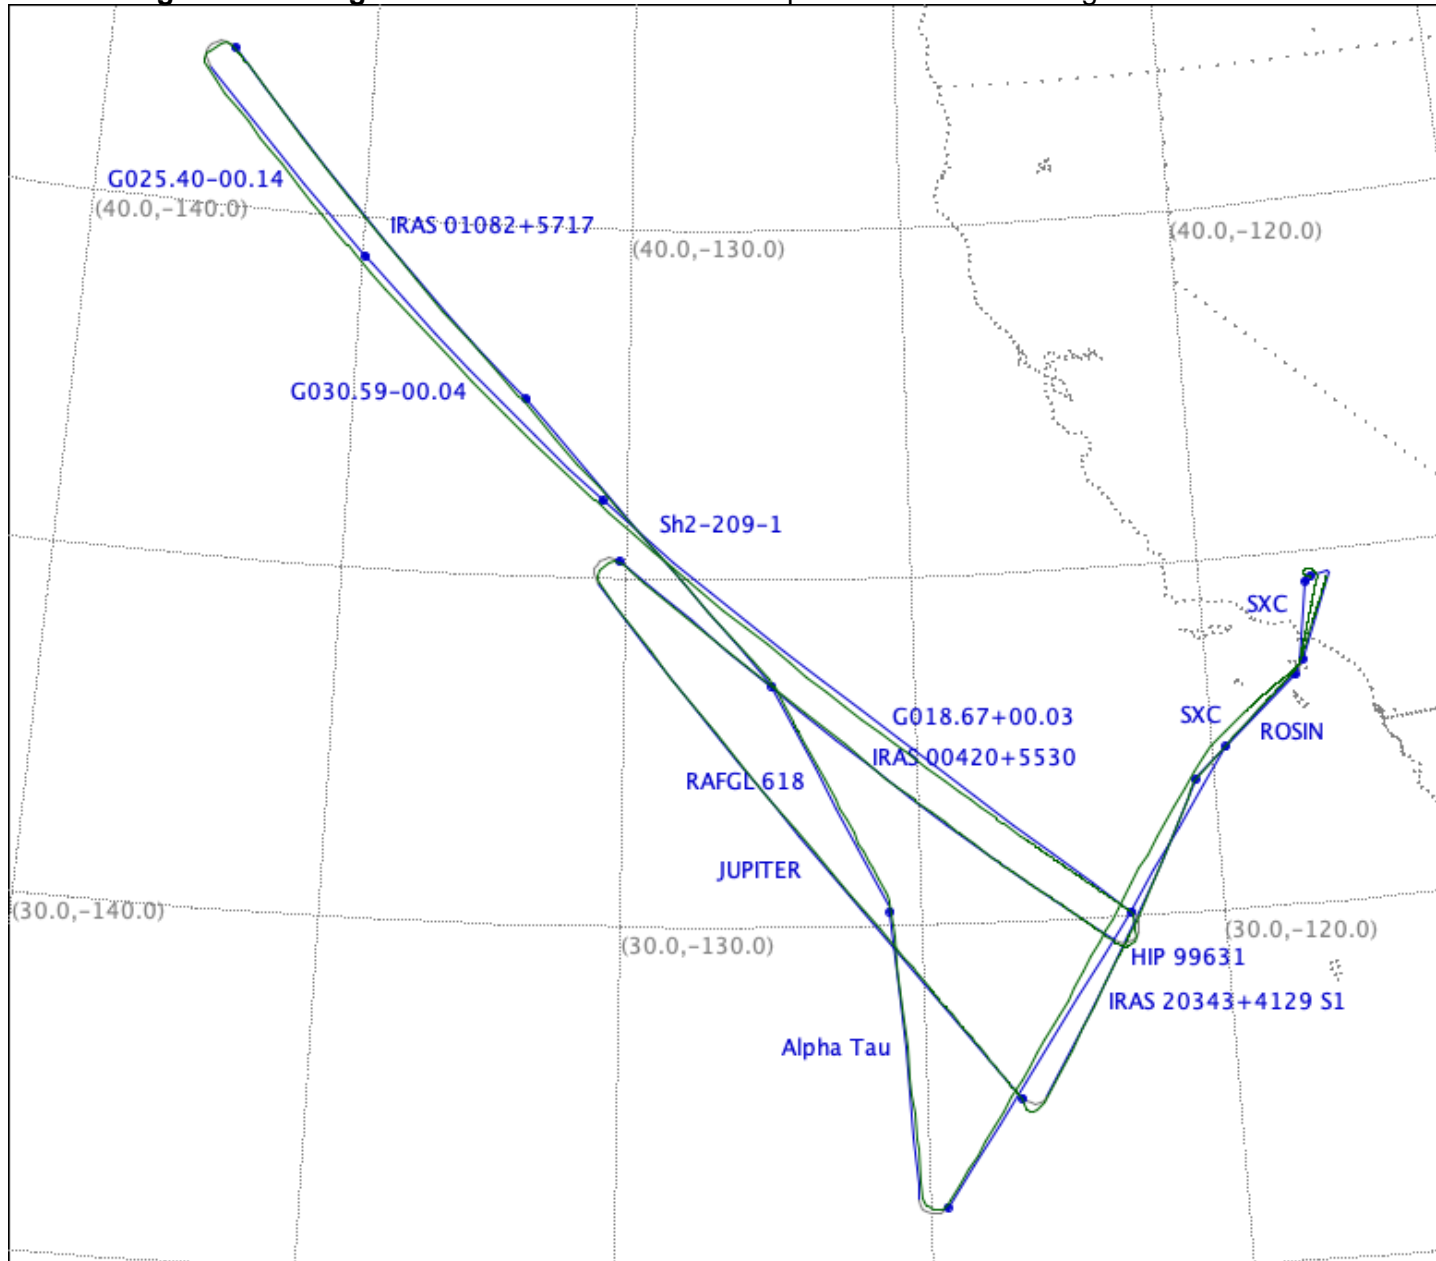 G025.40-00.14
(40.0,-140.0)
IRAS 01082+5717
(40.0,-130.0)
(40.0,-120.0)
G030.59-00.04
Sh2-209-1
SXC
G018.67+00.03
SXC
ROSIN
IRAS 00420+5530
RAFGL 618
JUPITER
(30.0,-140.0)
(30.0,-130.0)
(30.0,-120.0)
HIP 99631
IRAS 20343+4129 S1
Alpha Tau